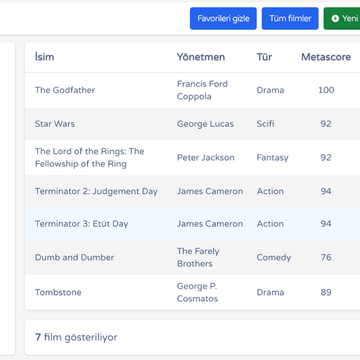 Favorileri gizle Tüm filmler Yeni
İsim Yönetmen Tür Metascore
The Godfather Francis Ford Coppola Drama 100
Star Wars George Lucas Scifi 92
The Lord of the Rings: The Fellowship of the Ring Peter Jackson Fantasy 92
Terminator 2: Judgement Day James Cameron Action 94
Terminator 3: Etüt Day James Cameron Action 94
Dumb and Dumber The Farely Brothers Comedy 76
Tombstone George P. Cosmatos Drama 89
7 film gösteriliyor